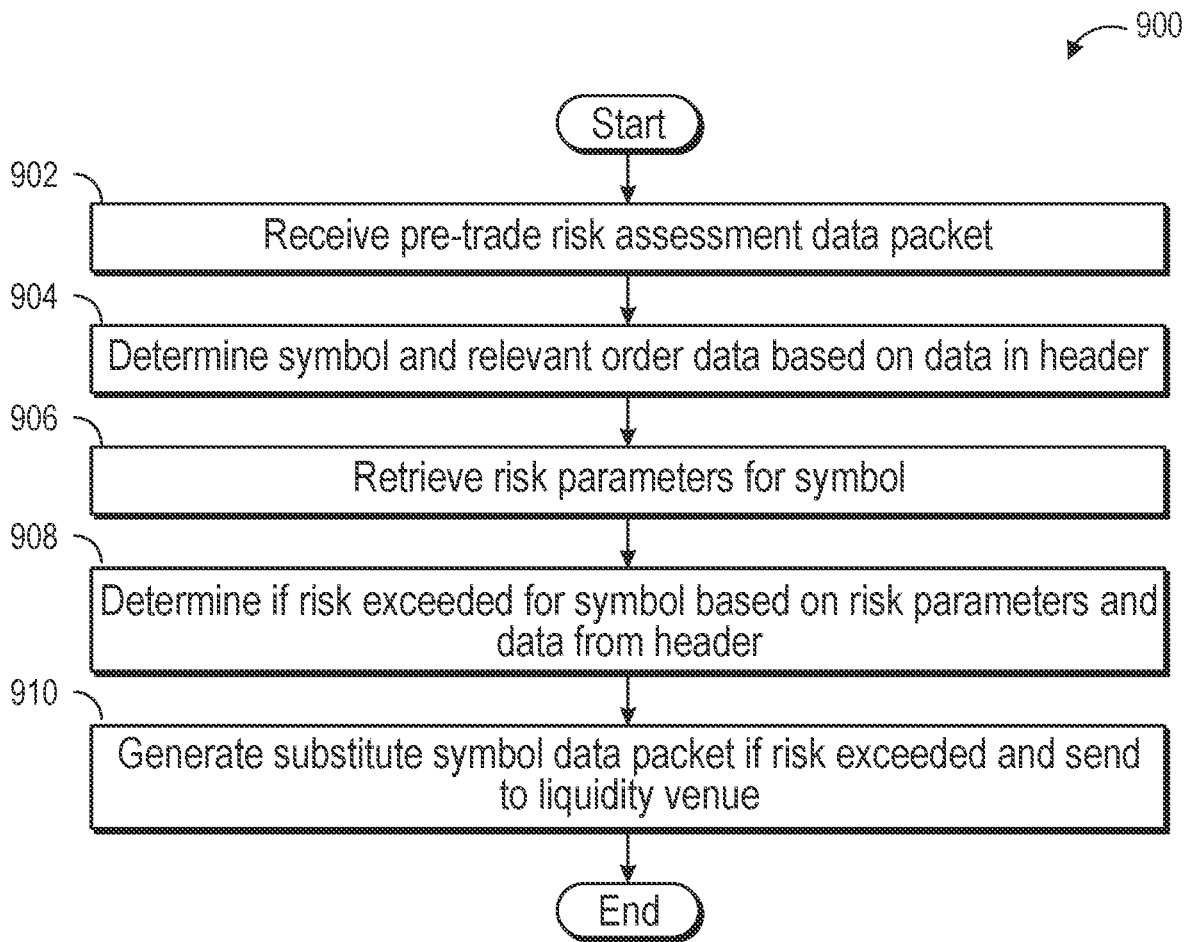 900
Start
902
Receive pre-trade risk assessment data packet
904
Determine symbol and relevant order data based on data in header
906
Retrieve risk parameters for symbol
908
Determine if risk exceeded for symbol based on risk parameters and
data from header
910
Generate substitute symbol data packet if risk exceeded and send
to liquidity venue
End